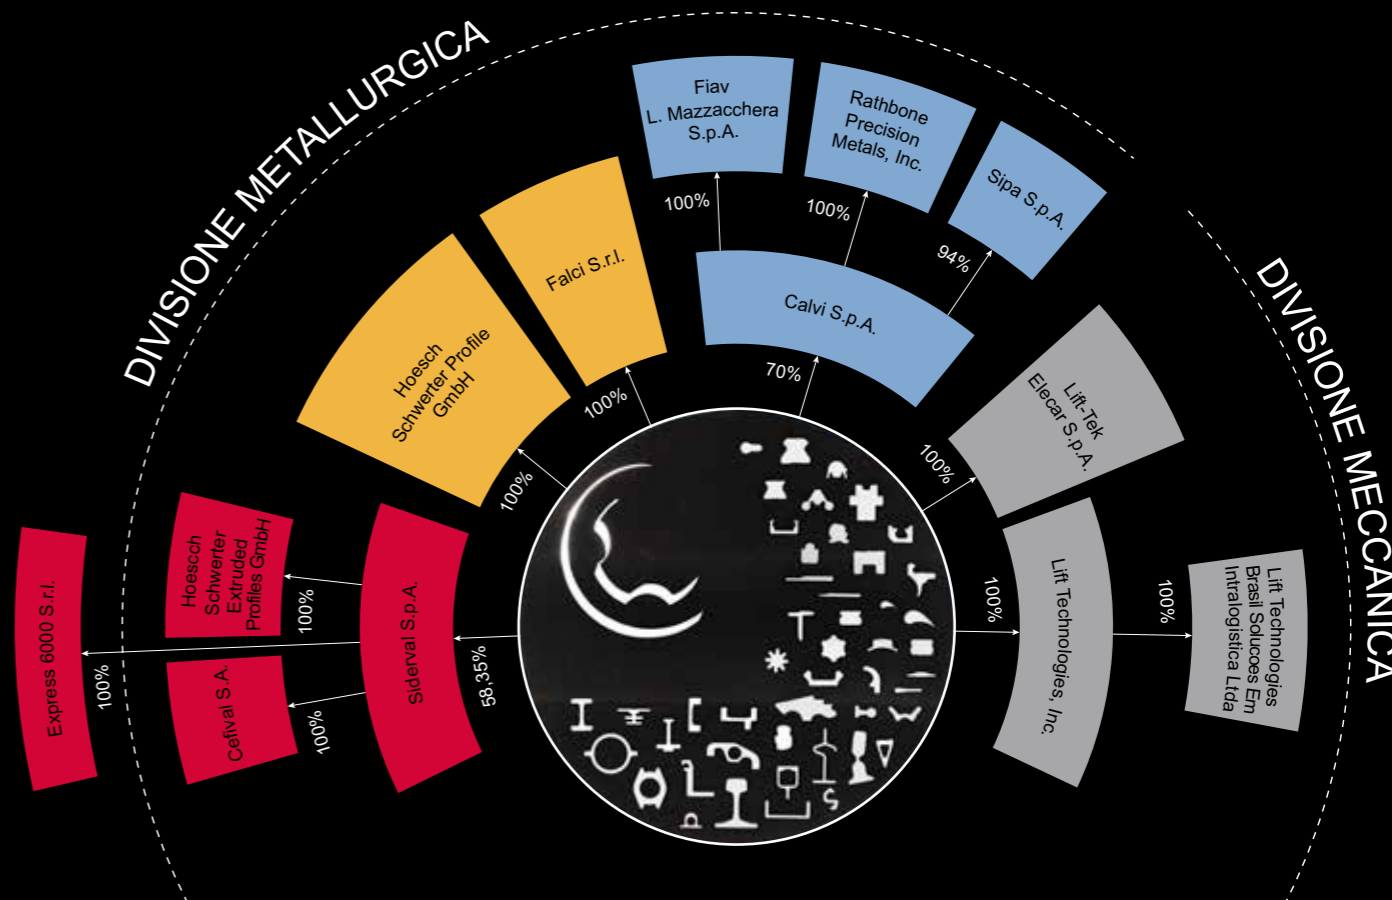 DIVISIONE METALLURGICA
DIVISIONE MECCANICA
Fiav
L. Mazzacchera
S.p.A.
100%
Rathbone
Precision
Metals, Inc.
100%
Sipa S.p.A.
94%
Calvi S.p.A.
70%
Falci S.r.l.
100%
Hoesch
Schwerter Profile
GmbH
100%
Lift-Tek
Elecar S.p.A.
100%
Lift Technologies, Inc.
100%
Lift Technologies
Brasil Solucoes Em
Intralogistica Ltda
100%
Siderval S.p.A.
58,35%
Hoescch
Schwerter
Extruded
Profiles GmbH
100%
Cefival S.A.
100%
Express 6000 S.r.l.
100%